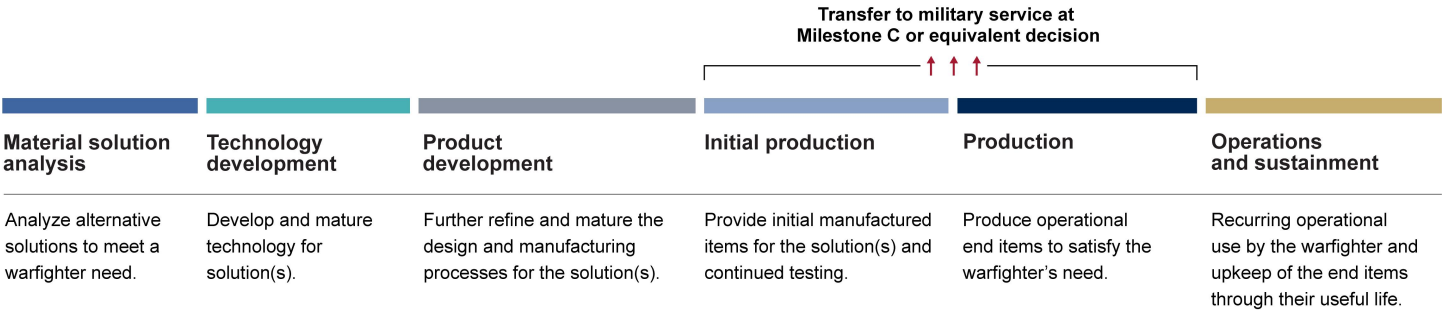 Transfer to military service at
Milestone C or equivalent decision
Material solution
analysis
Technology
development
Product
development
Initial production
Production
Operations
and sustainment
Analyze alternative
solutions to meet a
warfighter need.
Develop and mature
technology for
solution(s).
Further refine and mature the
design and manufacturing
processes for the solution(s).
Provide initial manufactured
items for the solution(s) and
continued testing.
Produce operational
end items to satisfy the
warfighter’s need.
Recurring operational
use by the warfighter and
upkeep of the end items
through their useful life.